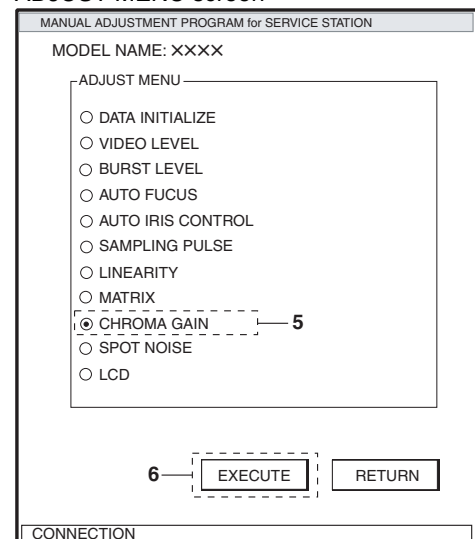 ADJUST MENU screen
MANUAL ADJUSTMENT PROGRAM for SERVICE STATION
MODEL NAME: ××××
ADJUST MENU
DATA INITIALIZE
VIDEO LEVEL
BURST LEVEL
AUTO FUCUS
AUTO IRIS CONTROL
SAMPLING PULSE
LINEARITY
MATRIX
CHROMA GAIN 5
SPOT NOISE
LCD
6 EXECUTE RETURN
CONNECTION